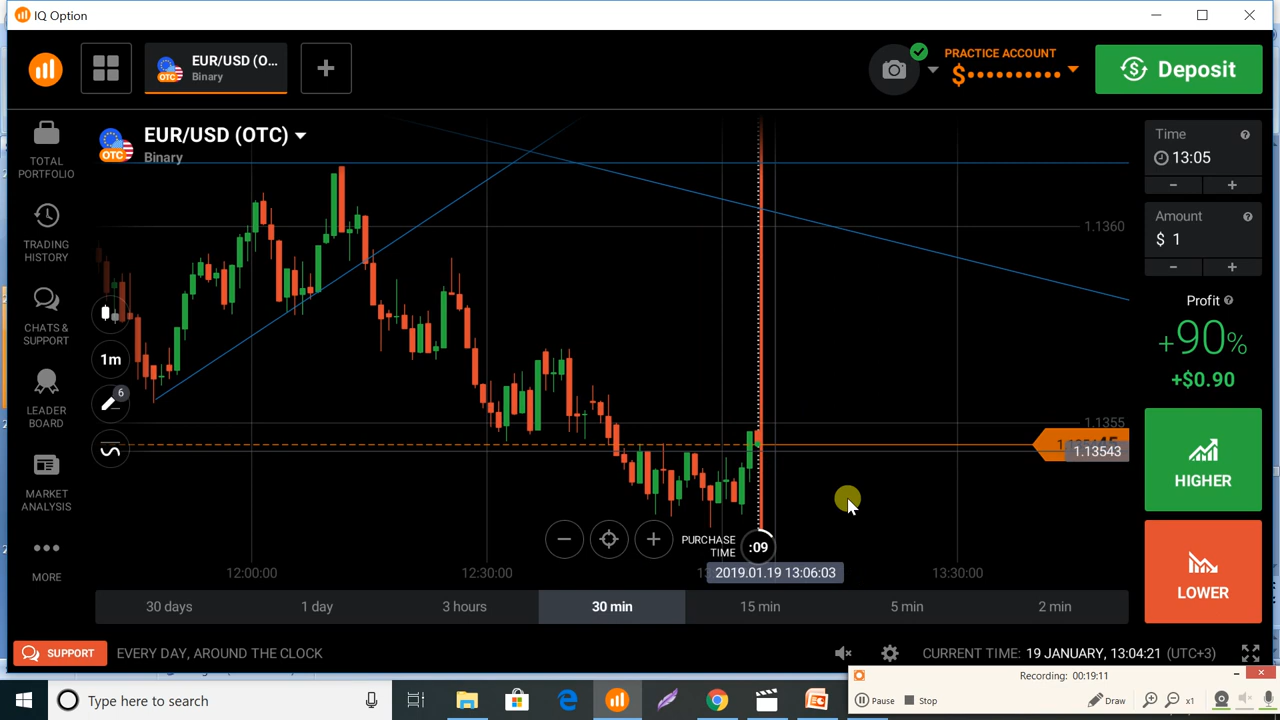 IQ Option
EUR/USD (O...
Binary
OTC
PRACTICE ACCOUNT
$••••••••••
Deposit
EUR/USD (OTC)
Binary
OTC
TOTAL
PORTFOLIO
TRADING
HISTORY
CHATS &
SUPPORT
LEADER
BOARD
MARKET
ANALYSIS
MORE
1m
6
1.1360
1.1355
1.13543
PURCHASE
TIME
:09
2019.01.19 13:06:03
12:00:00
12:30:00
13:30:00
30 days
1 day
3 hours
30 min
15 min
5 min
2 min
Time
13:05
Amount
$ 1
Profit
+90%
+$0.90
HIGHER
LOWER
SUPPORT
EVERY DAY, AROUND THE CLOCK
CURRENT TIME: 19 JANUARY, 13:04:21 (UTC+3)
Recording: 00:19:11
Pause
Stop
Draw
x1
Type here to search